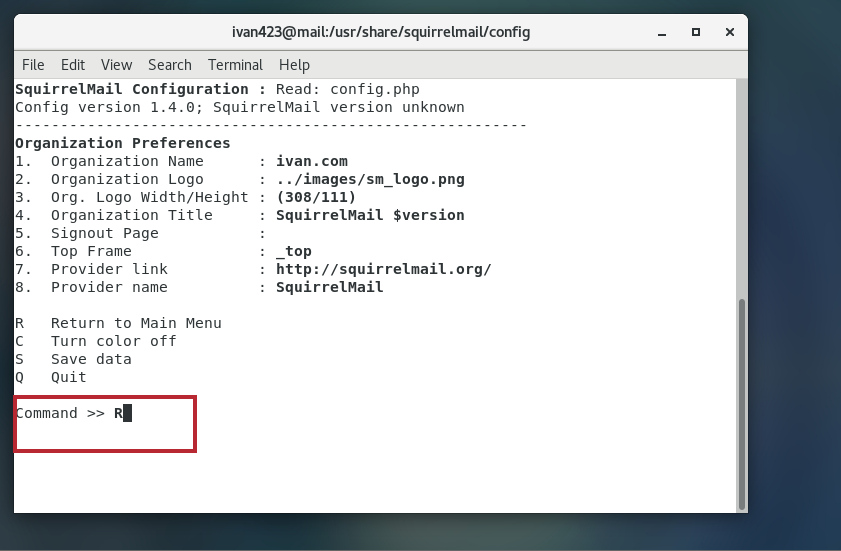 ivan423@mail:/usr/share/squirrelmail/config
File Edit View Search Terminal Help
SquirrelMail Configuration : Read: config.php
Config version 1.4.0; SquirrelMail version unknown
---------------------------------------------------------
Organization Preferences
1.  Organization Name      : ivan.com
2.  Organization Logo      : ../images/sm_logo.png
3.  Org. Logo Width/Height : (308/111)
4.  Organization Title     : SquirrelMail $version
5.  Signout Page           :
6.  Top Frame              : _top
7.  Provider link          : http://squirrelmail.org/
8.  Provider name          : SquirrelMail
R   Return to Main Menu
C   Turn color off
S   Save data
Q   Quit
Command >> R